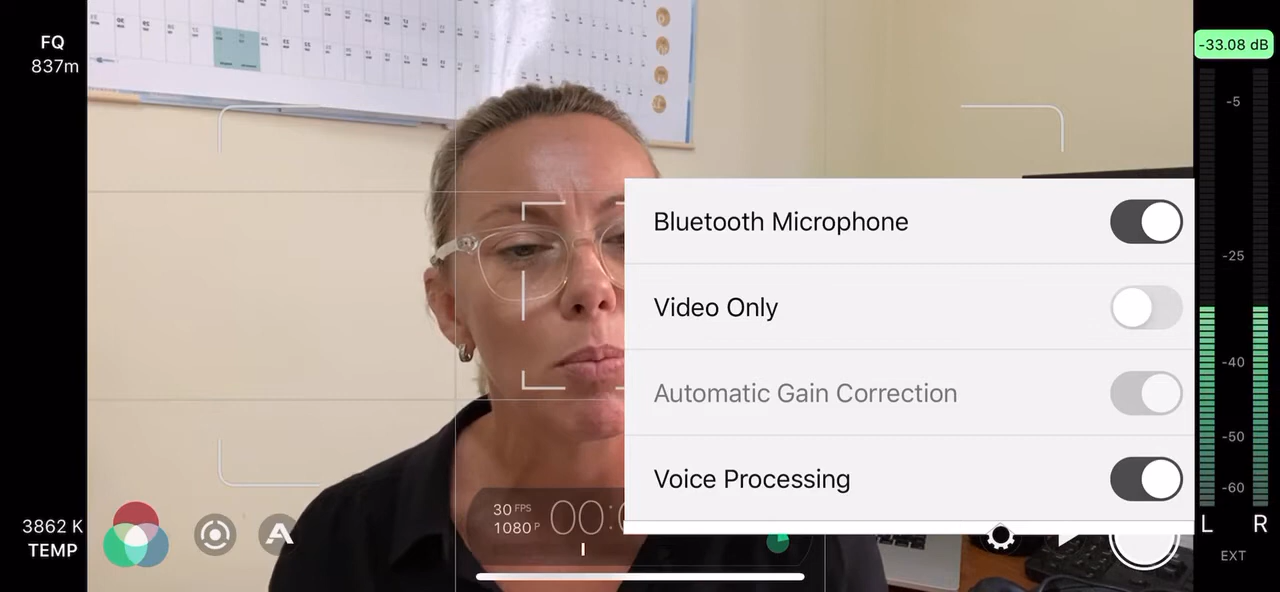 FQ
837m
-33.08 dB
-5
Bluetooth Microphone
-25
Video Only
-40
Automatic Gain Correction
-50
Voice Processing
-60
30 FPS
1080 P
00:
3862 K
TEMP
L R
EXT